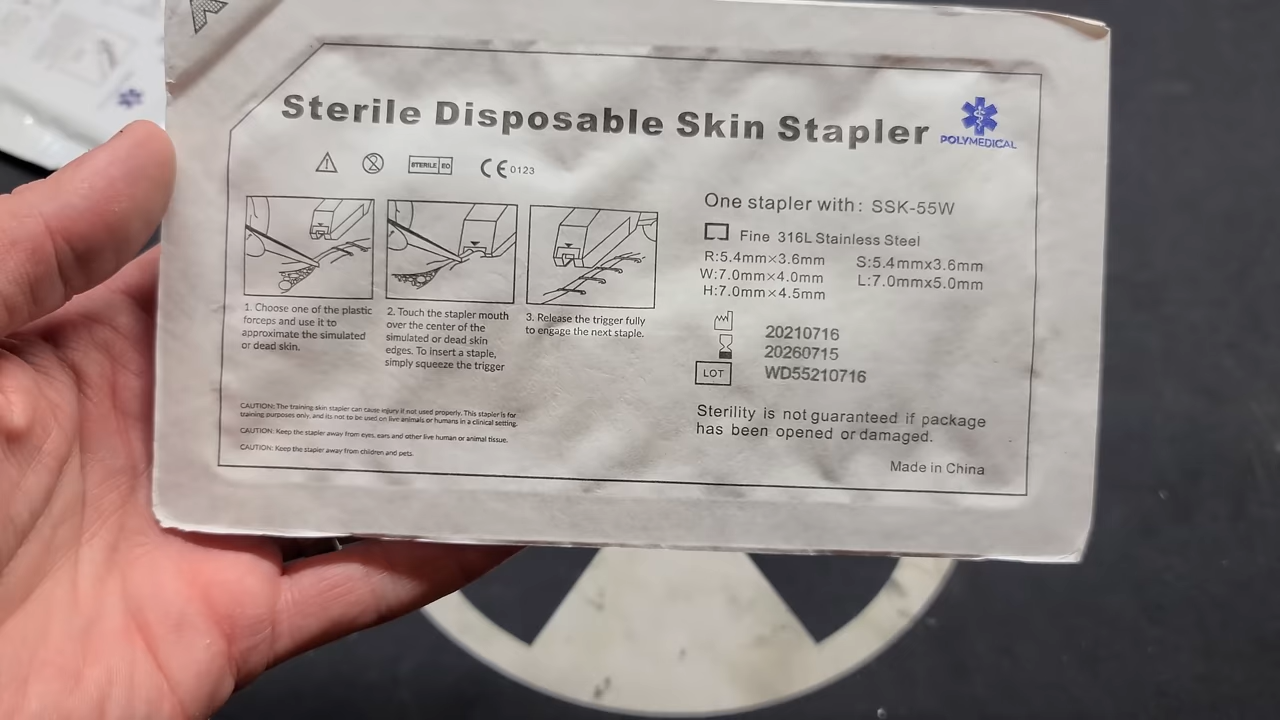 Sterile Disposable Skin Stapler
POLYMEDICAL
STERILE EO
CE 0123
1. Choose one of the plastic
forceps and use it to
approximate the simulated
or dead skin.
2. Touch the stapler mouth
over the center of the
simulated or dead skin
edges. To insert a staple,
simply squeeze the trigger
3. Release the trigger fully
to engage the next staple.
CAUTION: The training skin stapler can cause injury if not used properly. This stapler is for
training purposes only, and its not to be used on live animals or humans in a clinical setting.
CAUTION: Keep the stapler away from eyes, ears and other live human or animal tissue.
CAUTION: Keep the stapler away from children and pets.
One stapler with: SSK-55W
Fine 316L Stainless Steel
R:5.4mm×3.6mm S:5.4mmx3.6mm
W:7.0mm×4.0mm L:7.0mmx5.0mm
H:7.0mm×4.5mm
20210716
20260715
LOT WD55210716
Sterility is not guaranteed if package
has been opened or damaged.
Made in China